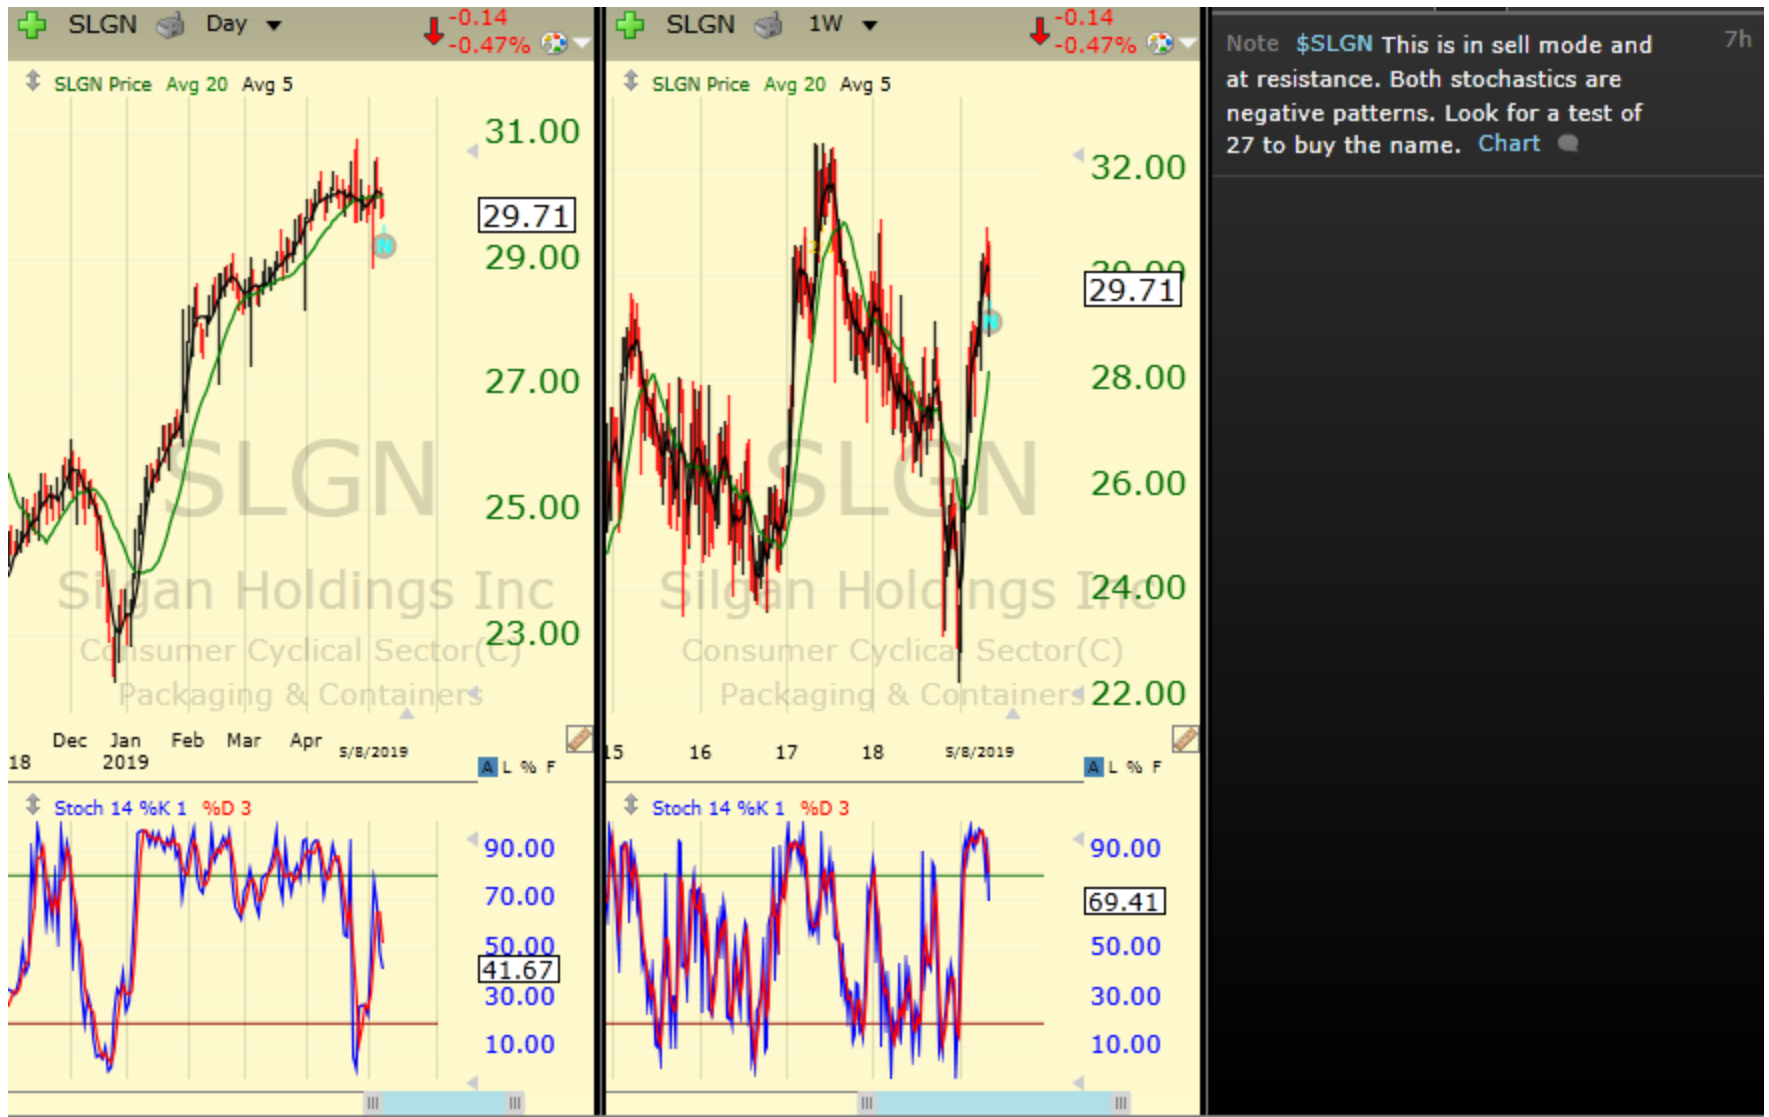 SLGN Day
-0.14
-0.47%
SLGN Price Avg 20 Avg 5
31.00
29.71
29.00
27.00
25.00
23.00
SLGN
Silgan Holdings Inc
Consumer Cyclical Sector(C)
Packaging & Containers
N
Dec Jan Feb Mar Apr 5/8/2019
18 2019
A L % F
Stoch 14 %K 1 %D 3
90.00
70.00
50.00
41.67
30.00
10.00
SLGN 1W
-0.14
-0.47%
SLGN Price Avg 20 Avg 5
32.00
30.00
29.71
28.00
26.00
24.00
22.00
SLGN
Silgan Holdings Inc
Consumer Cyclical Sector(C)
Packaging & Containers
N
15 16 17 18 5/8/2019
A L % F
Stoch 14 %K 1 %D 3
90.00
69.41
50.00
30.00
10.00
Note $SLGN This is in sell mode and 7h
at resistance. Both stochastics are
negative patterns. Look for a test of
27 to buy the name. Chart